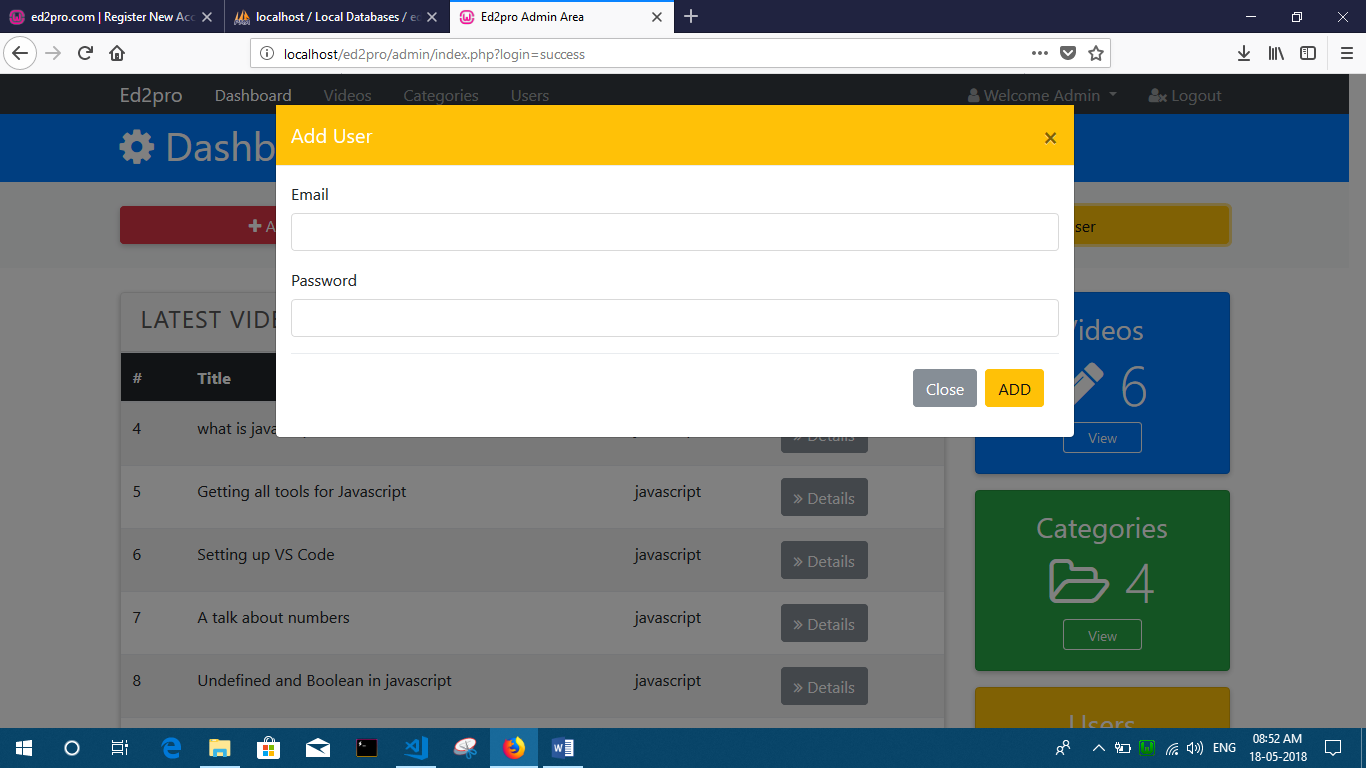 ed2pro.com | Register New Acc
localhost / Local Databases / ed
Ed2pro Admin Area
localhost/ed2pro/admin/index.php?login=success
Ed2pro Dashboard Videos Categories Users Welcome Admin Logout
Dashb
Add User
×
A
ser
Email
Password
Close ADD
LATEST VIDE
# Title
4 what is java Details
5 Getting all tools for Javascript javascript » Details
6 Setting up VS Code javascript » Details
7 A talk about numbers javascript » Details
8 Undefined and Boolean in javascript javascript » Details
Videos
6
View
Categories
4
View
Users
ENG
08:52 AM
18-05-2018